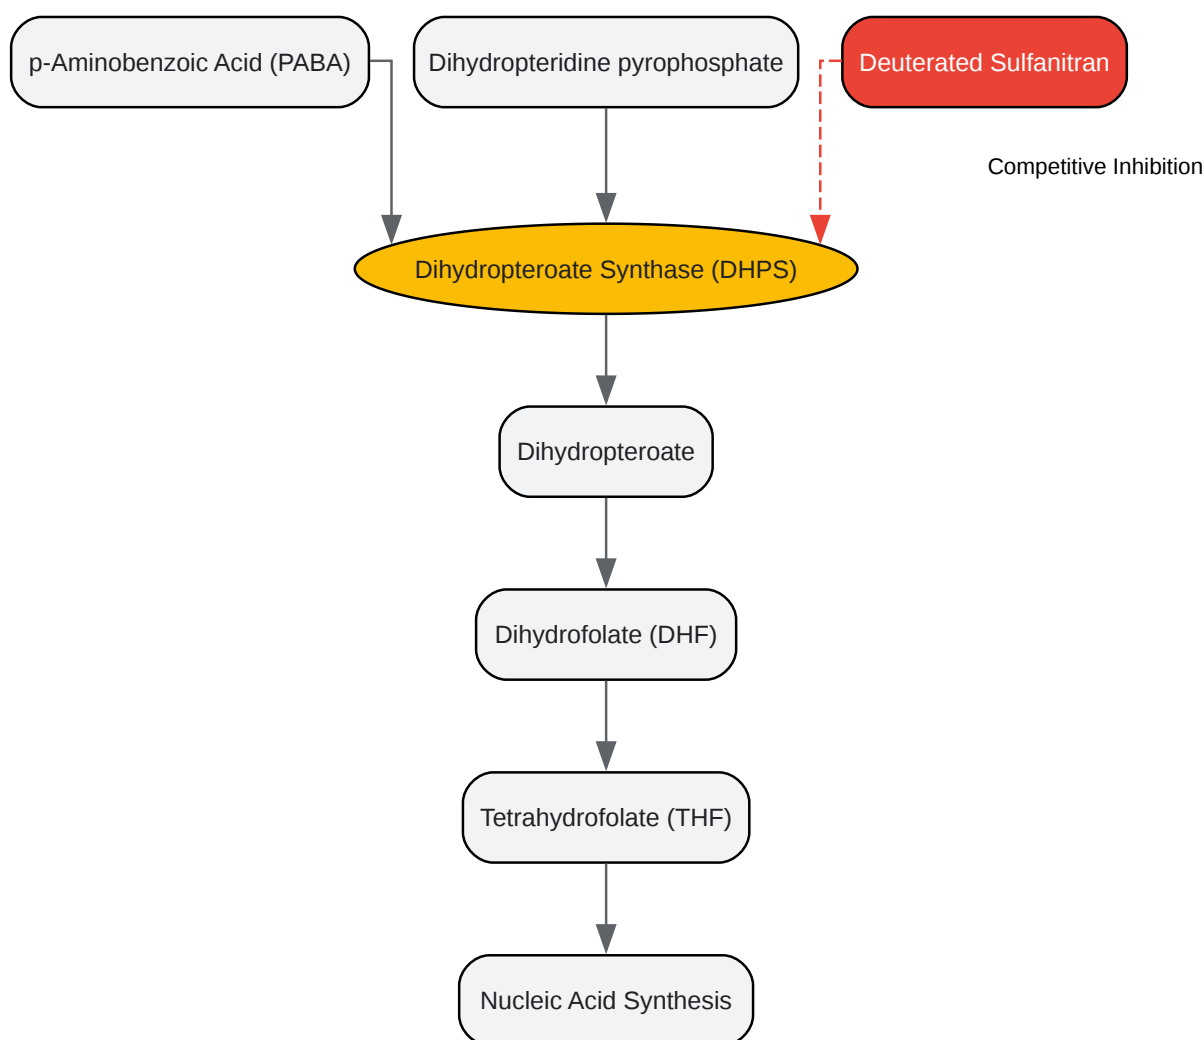 p-Aminobenzoic Acid (PABA)
Dihydropteridine pyrophosphate
Deuterated Sulfanitran
Competitive Inhibition
Dihydropteroate Synthase (DHPS)
Dihydropteroate
Dihydrofolate (DHF)
Tetrahydrofolate (THF)
Nucleic Acid Synthesis